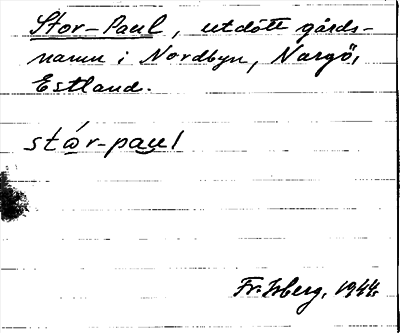 Stor-Paul, utdött gårds-
namn i Nordbyn, Nargö,
Estland.
stór-paul
Fr. Isberg, 1944.